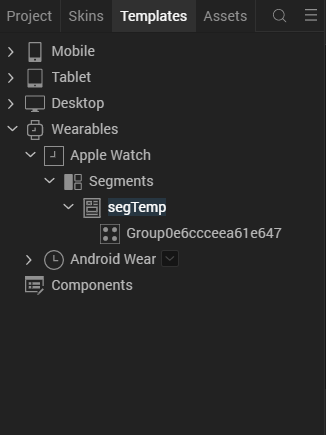 Project Skins Templates Assets
Mobile
Tablet
Desktop
Wearables
Apple Watch
Segments
segTemp
Group0e6ccceea61e647
Android Wear
Components